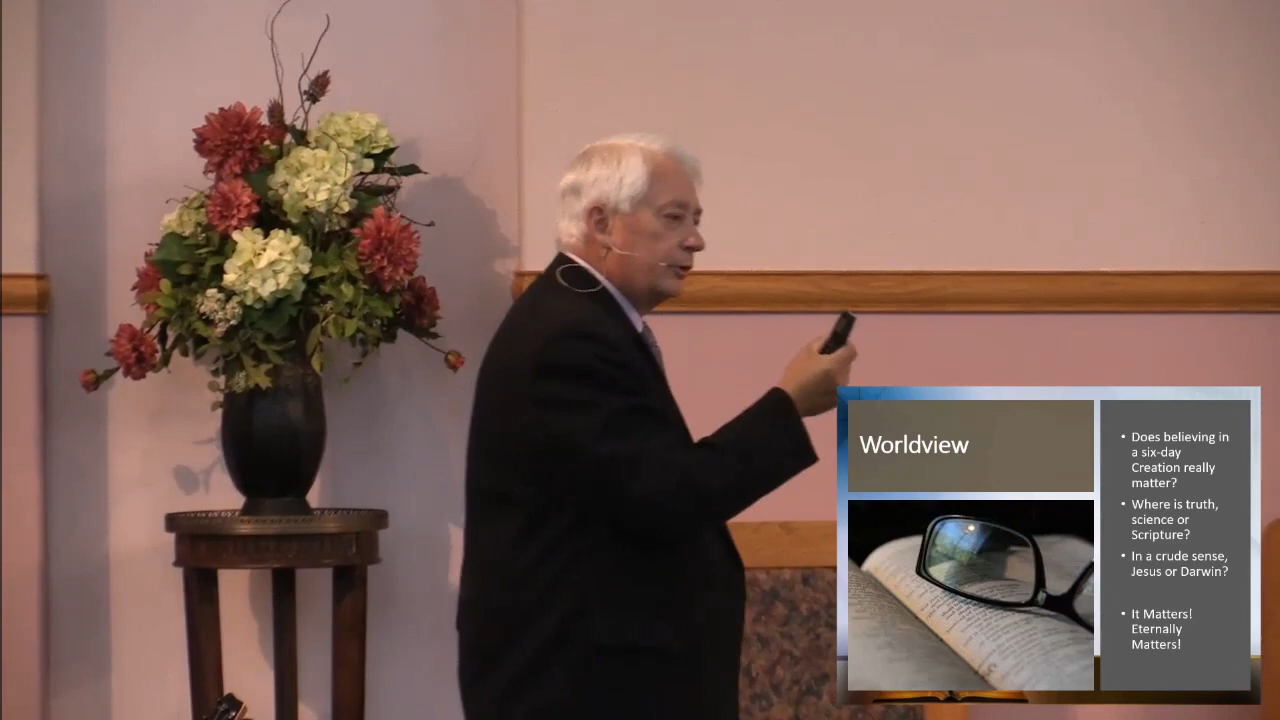 Worldview
• Does believing in
a six-day
Creation really
matter?
• Where is truth,
science or
Scripture?
• In a crude sense,
Jesus or Darwin?
• It Matters!
Eternally
Matters!